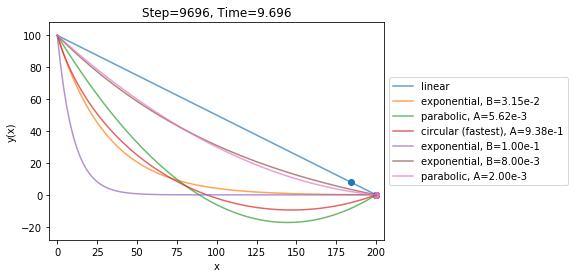 Step=9696, Time=9.696
100
80
60
40
20
0
−20
y(x)
0 25 50 75 100 125 150 175 200
x
linear
exponential, B=3.15e-2
parabolic, A=5.62e-3
circular (fastest), A=9.38e-1
exponential, B=1.00e-1
exponential, B=8.00e-3
parabolic, A=2.00e-3